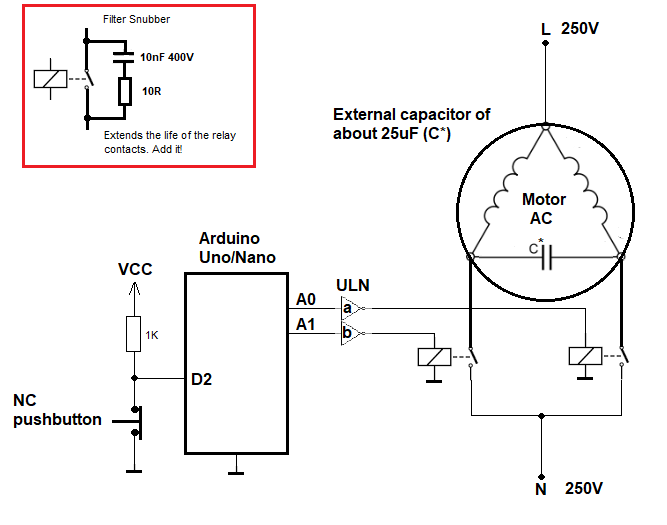 Filter Snubber
10nF 400V
10R
Extends the life of the relay
contacts. Add it!
L 250V
External capacitor of
about 25uF (C*)
Motor
AC
C*
Arduino
Uno/Nano
VCC
ULN
A0
a
A1
b
1K
D2
NC
pushbutton
N 250V